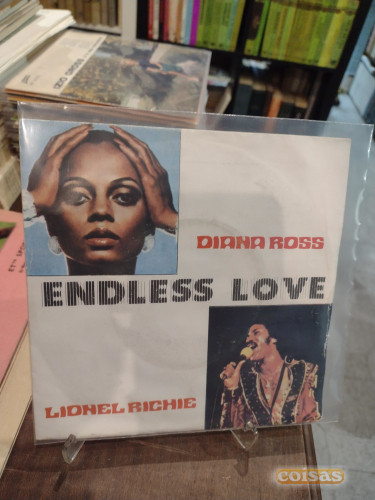 DIANA ROSS
ENDLESS LOVE
LIONEL RICHIE
coisas